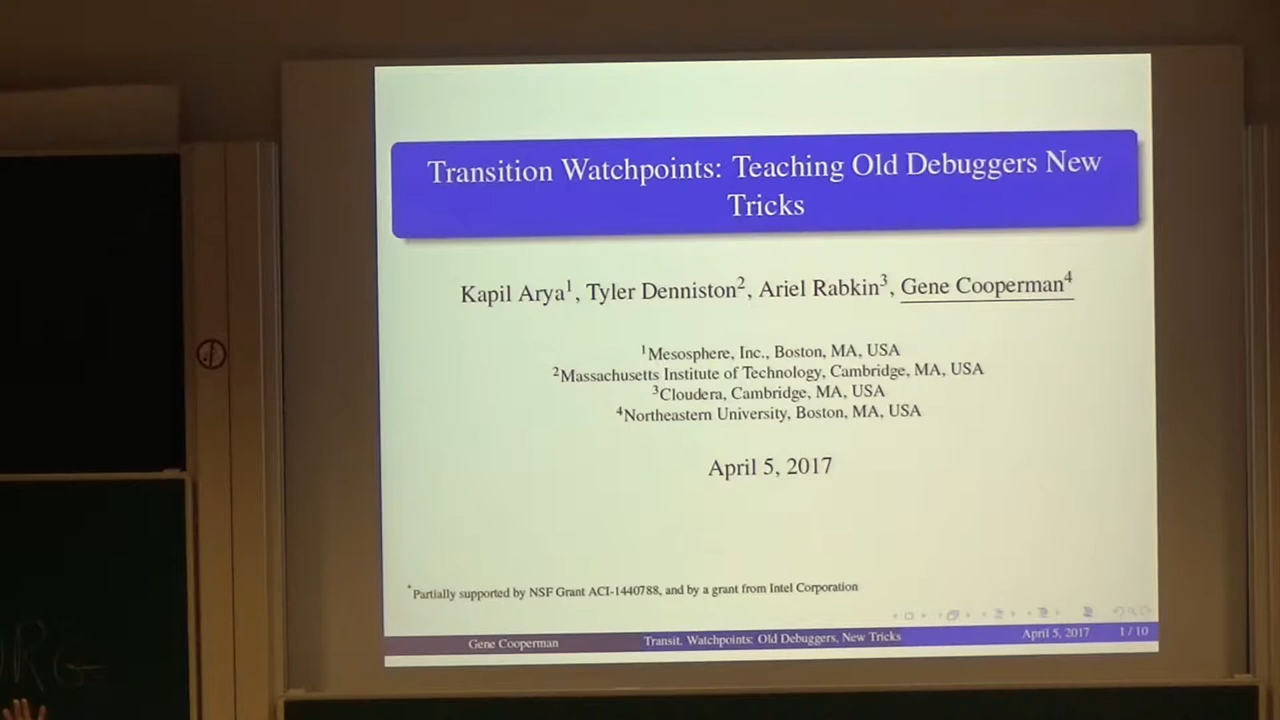 Transition Watchpoints: Teaching Old Debuggers New
Tricks
Kapil Arya1, Tyler Denniston2, Ariel Rabkin3, Gene Cooperman4
1Mesosphere, Inc., Boston, MA, USA
2Massachusetts Institute of Technology, Cambridge, MA, USA
3Cloudera, Cambridge, MA, USA
4Northeastern University, Boston, MA, USA
April 5, 2017
*Partially supported by NSF Grant ACI-1440788, and by a grant from Intel Corporation
Gene Cooperman Transit. Watchpoints: Old Debuggers, New Tricks April 5, 2017 1 / 10